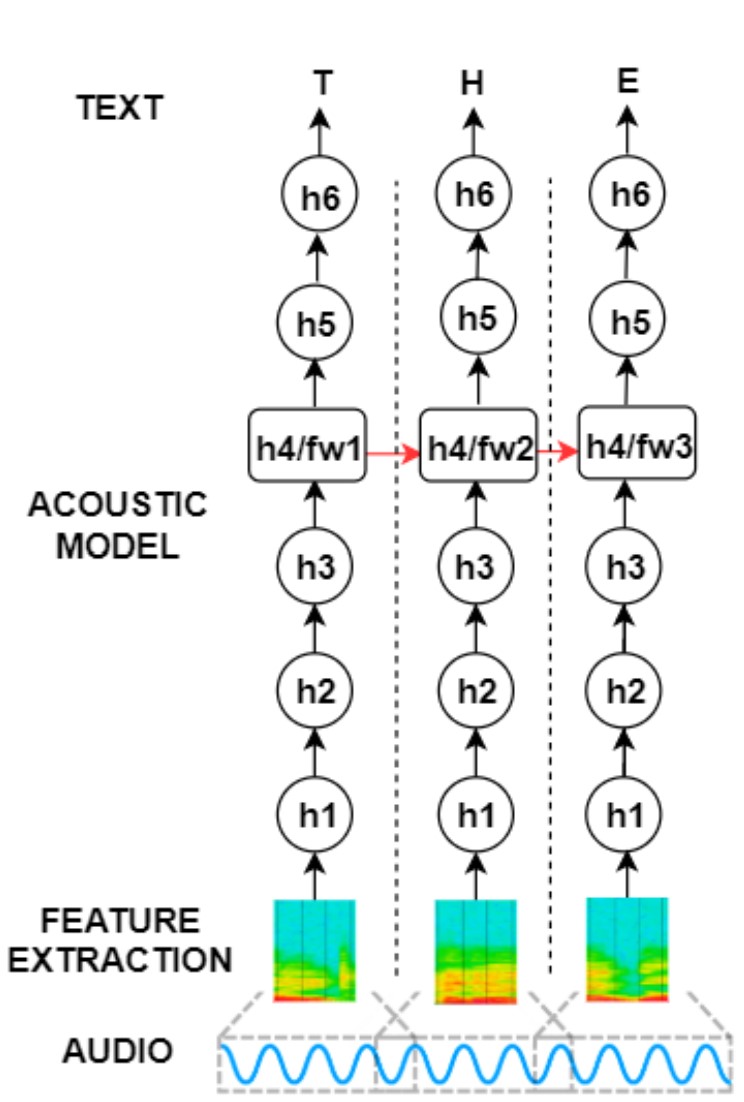 T H E
TEXT
h6 h6 h6
h5 h5 h5
h4/fw1 h4/fw2 h4/fw3
ACOUSTIC
MODEL
h3 h3 h3
h2 h2 h2
h1 h1 h1
FEATURE
EXTRACTION
AUDIO